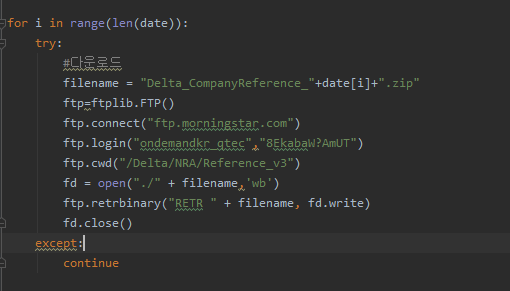 for i in range(len(date)):
try:
#다운로드
filename = "Delta_CompanyReference_"+date[i]+".zip"
ftp=ftplib.FTP()
ftp.connect("ftp.morningstar.com")
ftp.login("ondemandkr_qtec","8EkabaW?AmUT")
ftp.cwd("/Delta/NRA/Reference_v3")
fd = open("./" + filename,'wb')
ftp.retrbinary("RETR " + filename, fd.write)
fd.close()
except:
continue